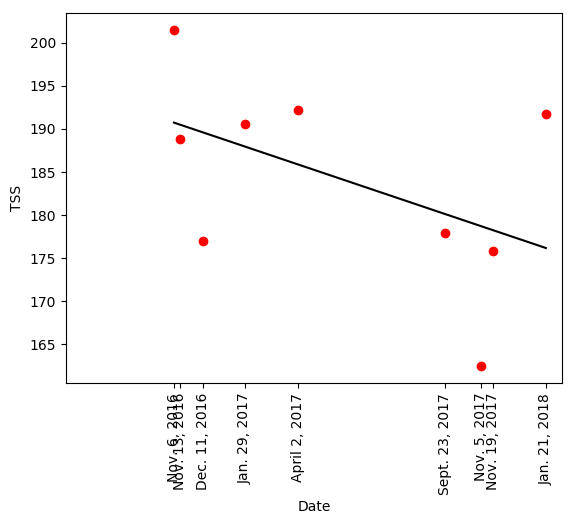 TSS
200
195
190
185
180
175
170
165
Nov. 6, 2016
Nov. 13, 2016
Dec. 11, 2016
Jan. 29, 2017
April 2, 2017
Sept. 23, 2017
Nov. 5, 2017
Nov. 19, 2017
Jan. 21, 2018
Date